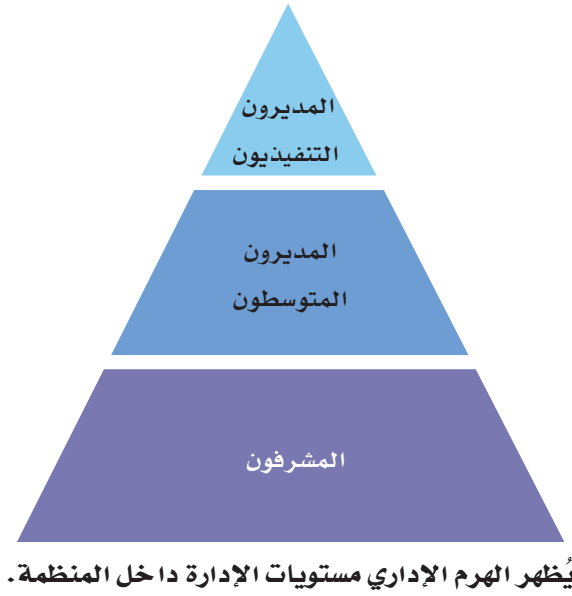 المديرون
التنفيذيون
المديرون
المتوسطون
المشرفون
يُظهر الهرم الإداري مستويات الإدارة داخل المنظمة.